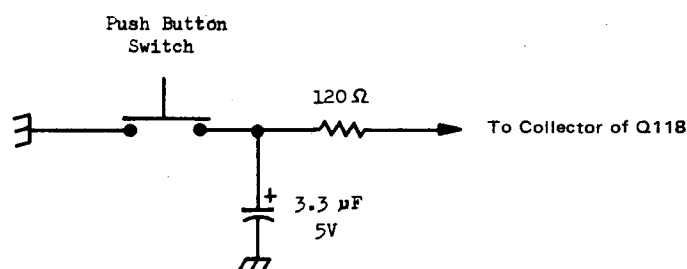 Push Button
Switch
120 Ω
To Collector of Q118
+
3.3 µF
5V